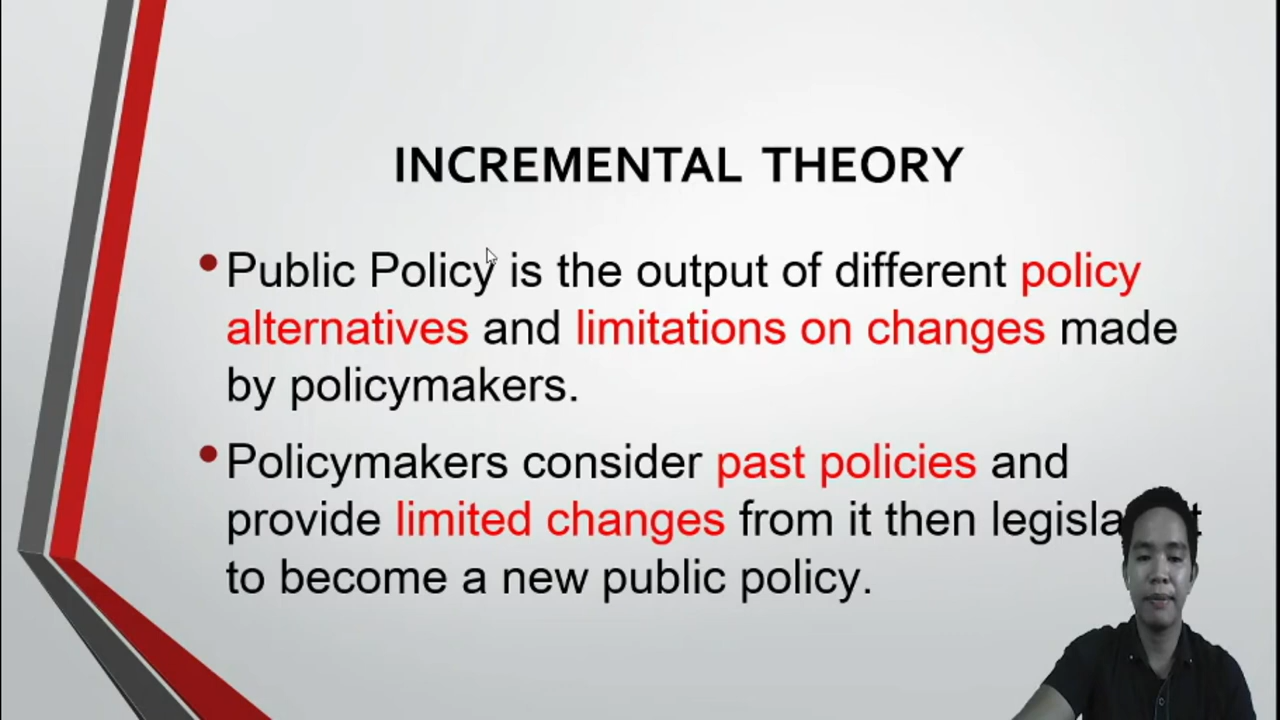 INCREMENTAL THEORY
• Public Policy is the output of different policy
alternatives and limitations on changes made
by policymakers.
• Policymakers consider past policies and
provide limited changes from it then
to become a new public policy.